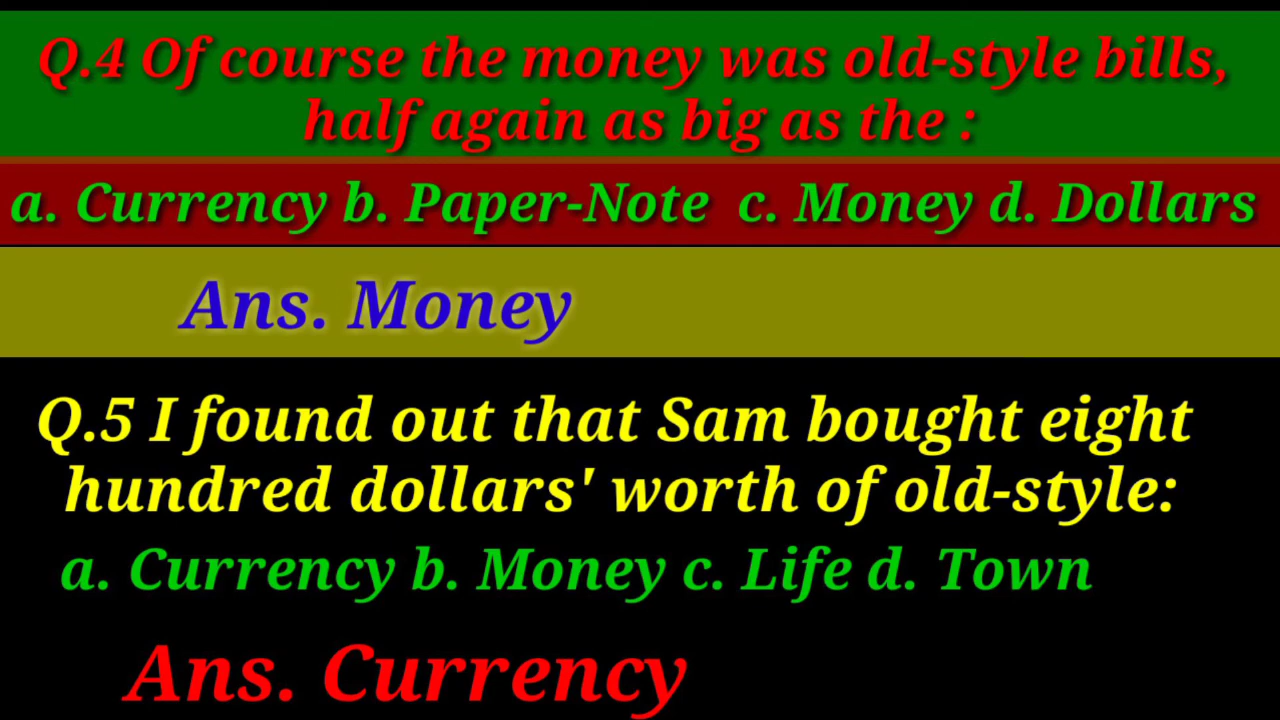 Q.4 Of course the money was old-style bills,
half again as big as the :
a. Currency b. Paper-Note c. Money d. Dollars
Ans. Money
Q.5 I found out that Sam bought eight
hundred dollars' worth of old-style:
a. Currency b. Money c. Life d. Town
Ans. Currency